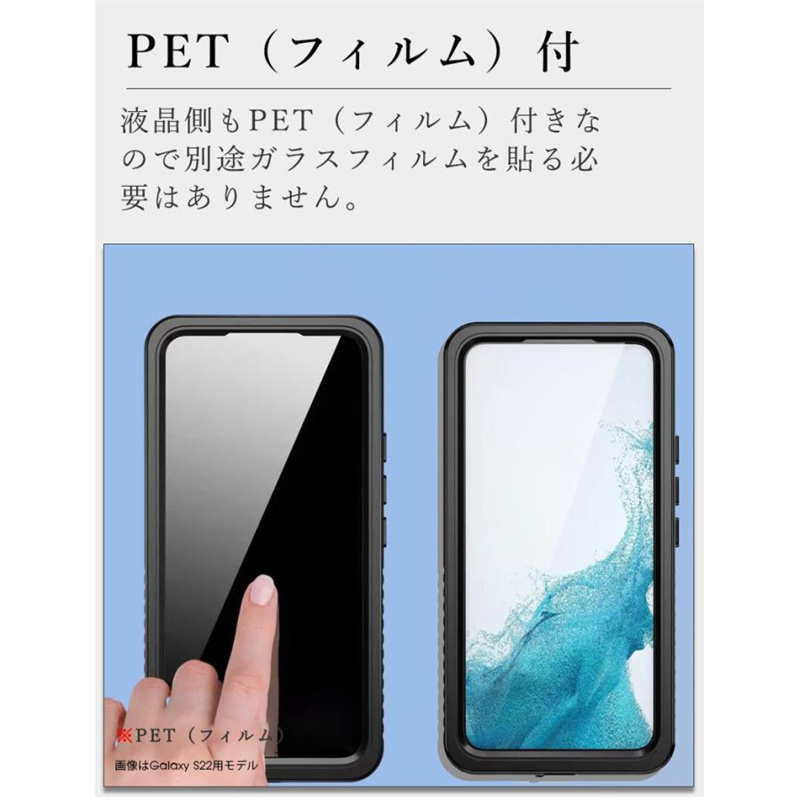 PET（フィルム）付
液晶側もPET（フィルム）付きな
ので別途ガラスフィルムを貼る必
要はありません。
※PET（フィルム）
画像はGalaxy S22用モデル